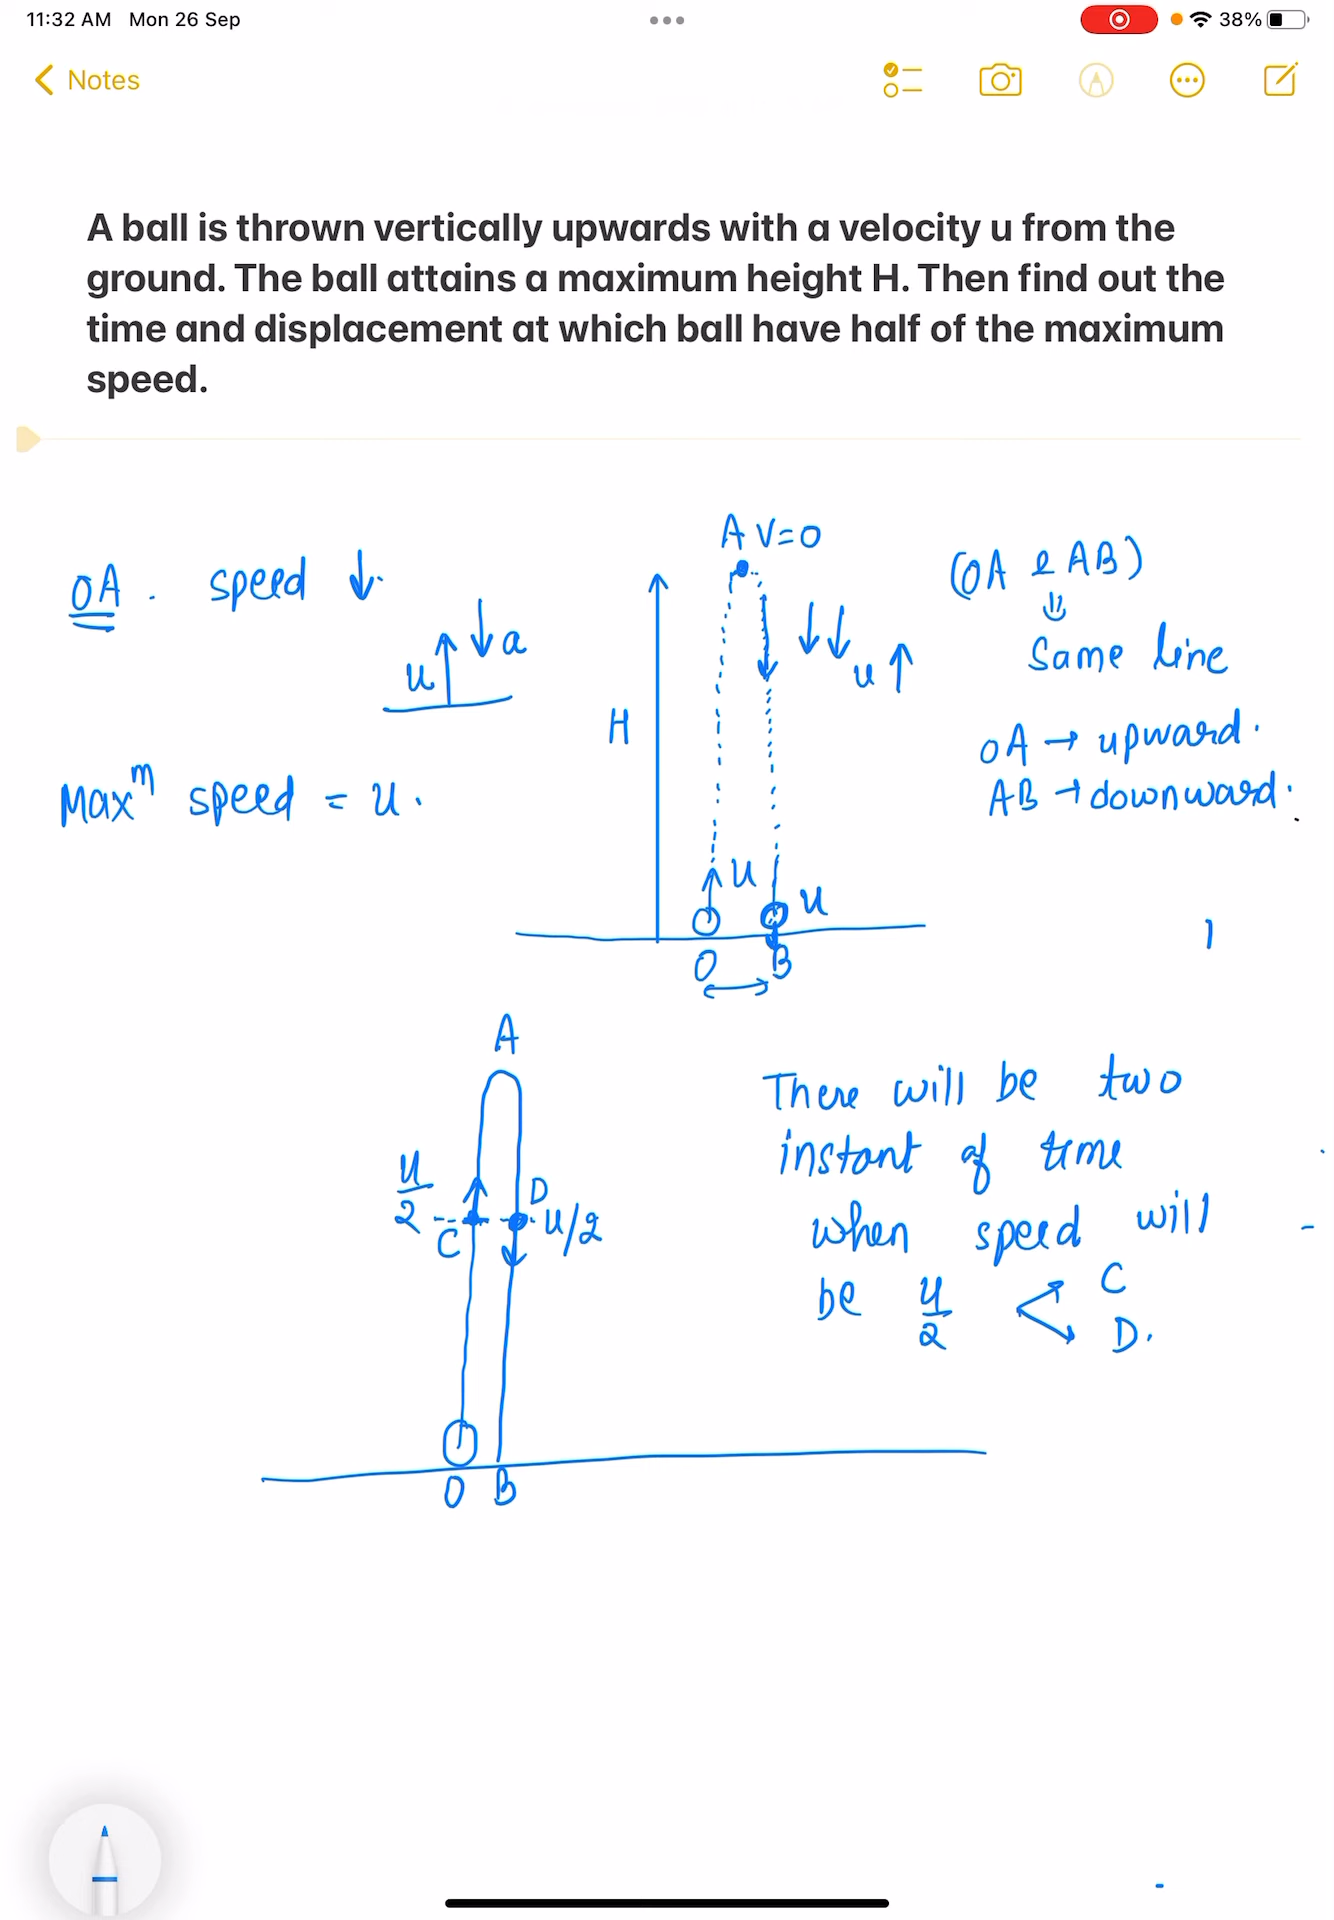 11:32 AM Mon 26 Sep
38%
Notes
A ball is thrown vertically upwards with a velocity u from the
ground. The ball attains a maximum height H. Then find out the
time and displacement at which ball have half of the maximum
speed.
OA. speed ↓.
u ↑ ↓ a
Maxᵐ speed = u.
A V=0
↓↓ u ↑
H
u
u
O B
(OA & AB)
⇓
Same line
OA → upward.
AB → downward.
A
u/2
C
D
u/2
O B
There will be two
instant of time
when speed will
be u/2 < C
D.